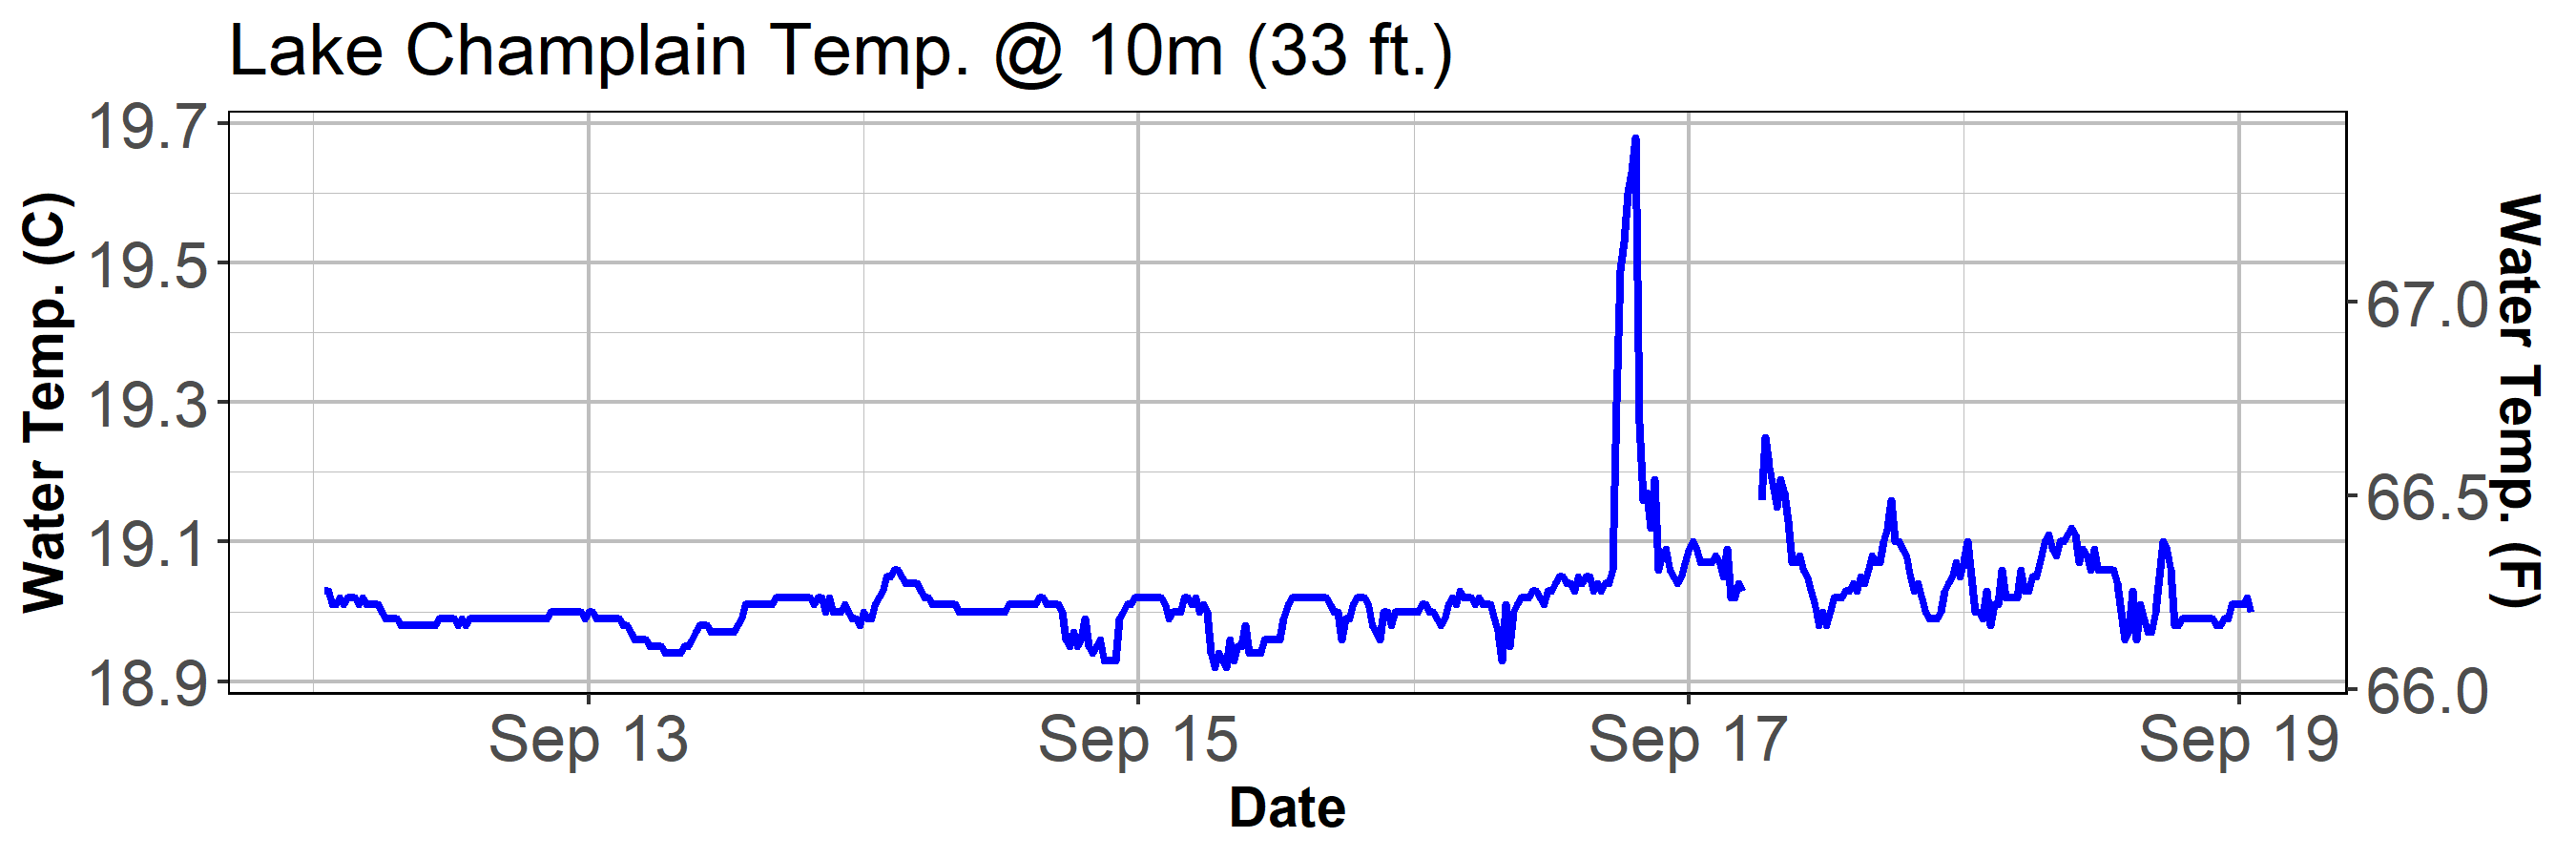 Lake Champlain Temp. @ 10m (33 ft.)
Water Temp. (C)
19.7
19.5
19.3
19.1
18.9
67.0
66.5
66.0
Water Temp. (F)
Sep 13
Sep 15
Sep 17
Sep 19
Date